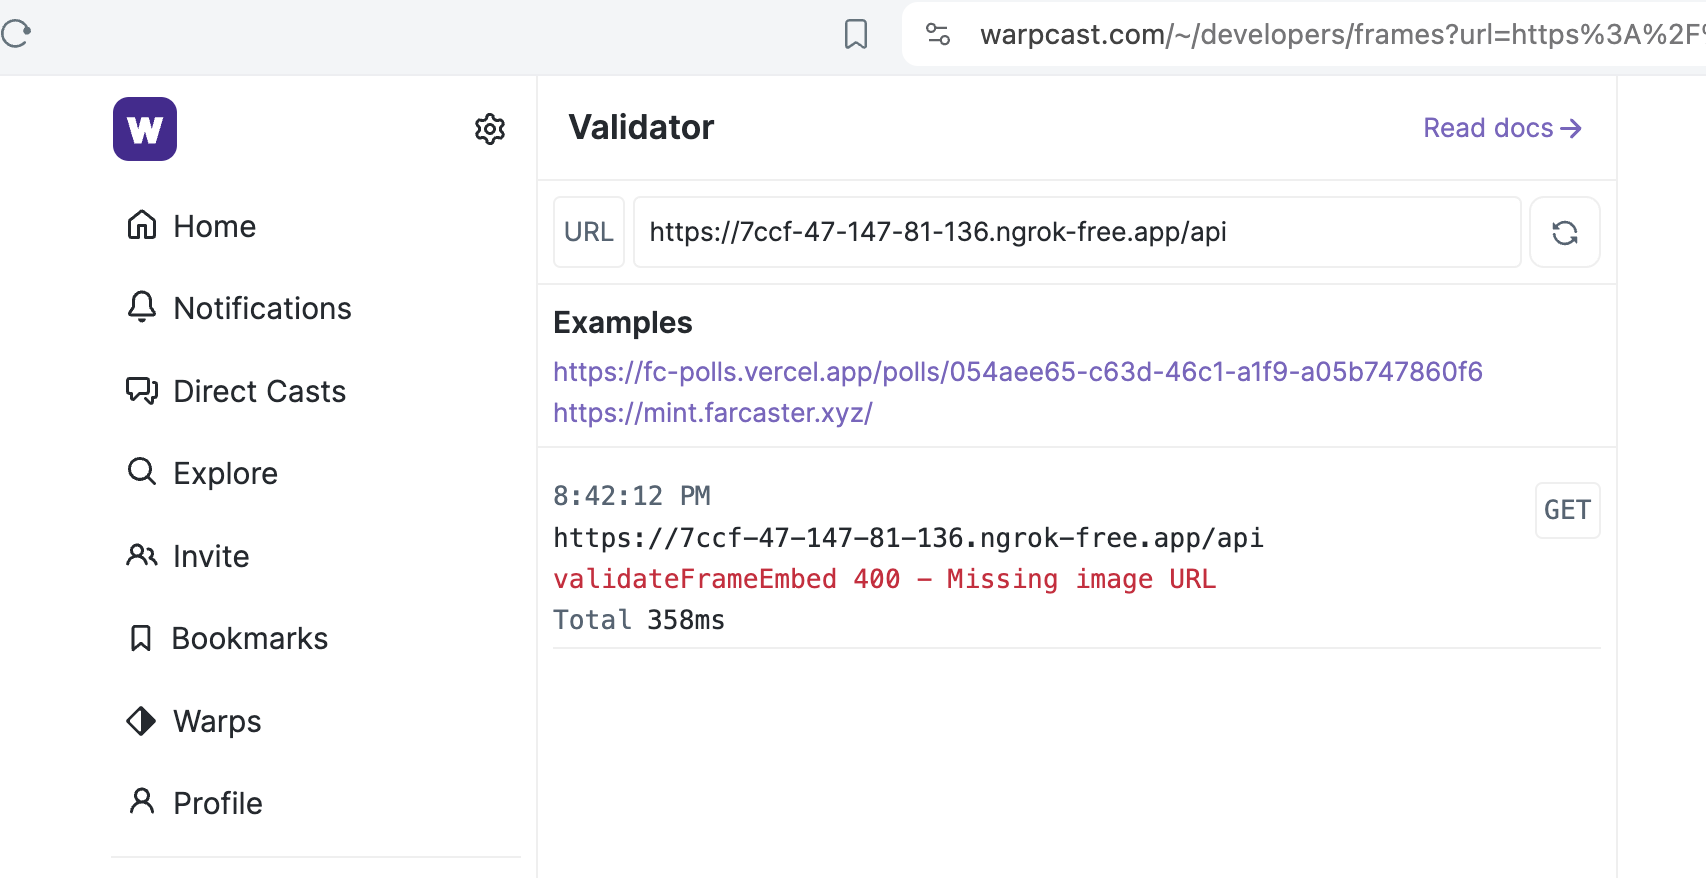 warpcast.com/~/developers/frames?url=https%3A%2F%
W
Home
Notifications
Direct Casts
Explore
Invite
Bookmarks
Warps
Profile
Validator
Read docs →
URL
https://7ccf-47-147-81-136.ngrok-free.app/api
Examples
https://fc-polls.vercel.app/polls/054aee65-c63d-46c1-a1f9-a05b747860f6
https://mint.farcaster.xyz/
8:42:12 PM
GET
https://7ccf-47-147-81-136.ngrok-free.app/api
validateFrameEmbed 400 – Missing image URL
Total 358ms